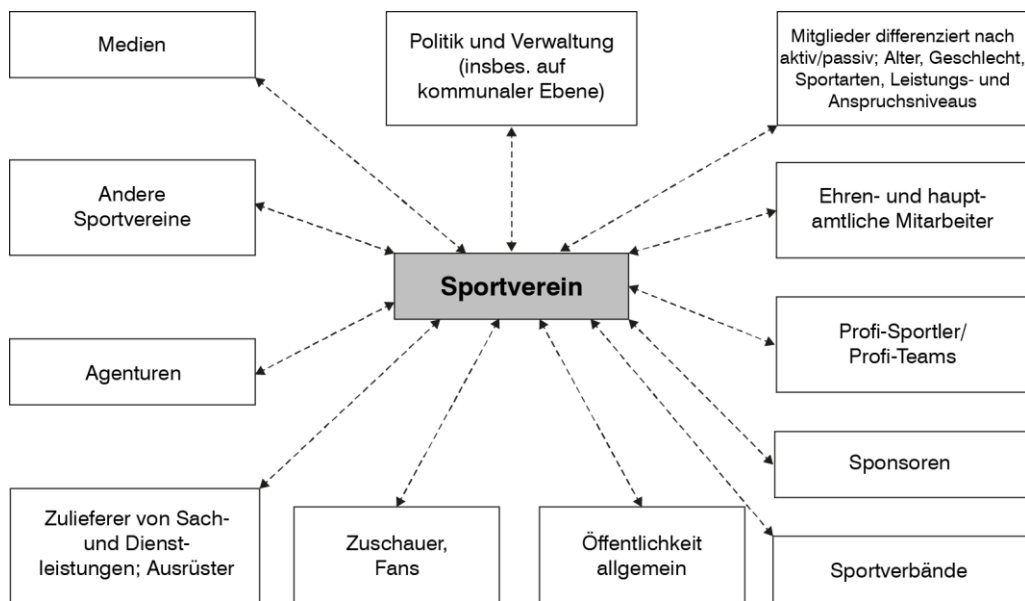 Medien
Politik und Verwaltung
(insbes. auf
kommunaler Ebene)
Mitglieder differenziert nach
aktiv/passiv; Alter, Geschlecht,
Sportarten, Leistungs- und
Anspruchsniveaus
Andere
Sportvereine
Ehren- und haupt-
amtliche Mitarbeiter
Sportverein
Agenturen
Profi-Sportler/
Profi-Teams
Sponsoren
Zulieferer von Sach-
und Dienst-
leistungen; Ausrüster
Zuschauer,
Fans
Öffentlichkeit
allgemein
Sportverbände